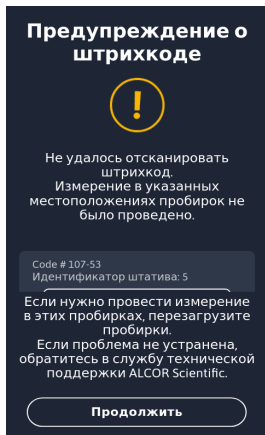 Предупреждение о
штрихкоде
!
Не удалось отсканировать
штрихкод.
Измерение в указанных
местоположениях пробирок не
было проведено.
Code # 107-53
Идентификатор штатива: 5
Если нужно провести измерение
в этих пробирках, перезагрузите
пробирки.
Если проблема не устранена,
обратитесь в службу технической
поддержки ALCOR Scientific.
Продолжить